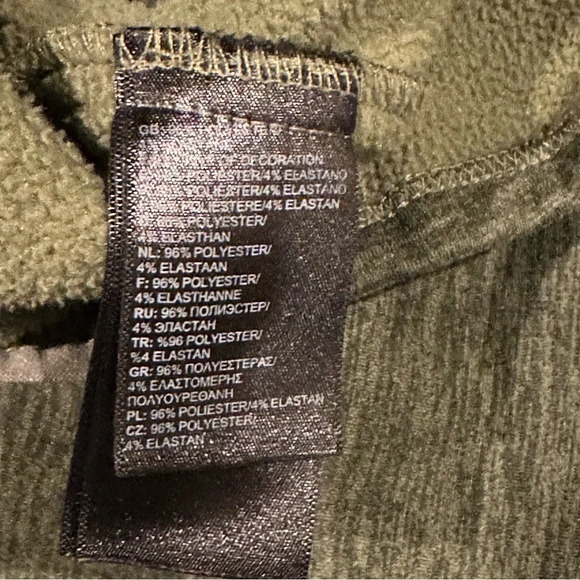 GB:
OF DECORATION
POLIESTER/4% ELASTANO
POLIESTER/4% ELASTANO
POLIESTERE/4% ELASTAN
POLYESTER/
4% ELASTHAN
NL: 96% POLYESTER/
4% ELASTAAN
F: 96% POLYESTER/
4% ELASTHANNE
RU: 96% ПОЛИЭСТЕР/
4% ЭЛАСТАН
TR: %96 POLYESTER/
%4 ELASTAN
GR: 96% ΠΟΛΥΕΣΤΕΡΑΣ/
4% ΕΛΑΣΤΟΜΕΡΗΣ
ΠΟΛΥΟΥΡΕΘΑΝΗ
PL: 96% POLIESTER/4% ELASTAN
CZ: 96% POLYESTER/
4% ELASTAN